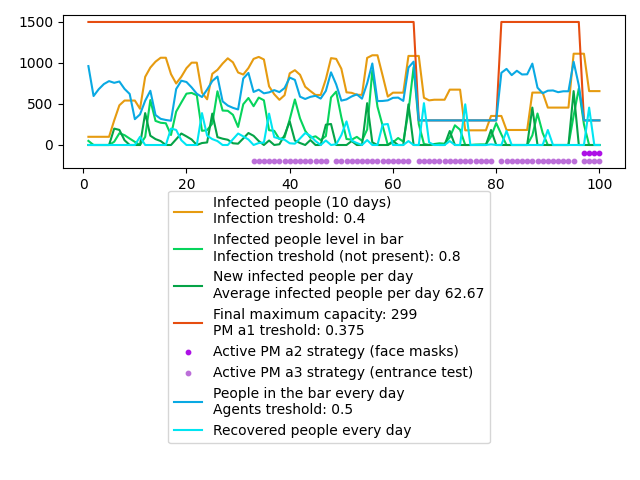 1500
1000
500
0
0
20
40
60
80
100
Infected people (10 days)
Infection treshold: 0.4
Infected people level in bar
Infection treshold (not present): 0.8
New infected people per day
Average infected people per day 62.67
Final maximum capacity: 299
PM a1 treshold: 0.375
Active PM a2 strategy (face masks)
Active PM a3 strategy (entrance test)
People in the bar every day
Agents treshold: 0.5
Recovered people every day